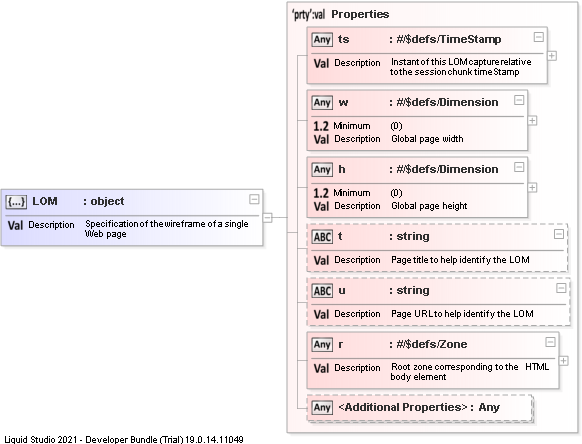 'prty':val Properties
Any ts : #/$defs/TimeStamp
Val Description Instant of this LOM capture relative
to the session chunk timeStamp
Any w : #/$defs/Dimension
1.2 Minimum (0)
Val Description Global page width
Any h : #/$defs/Dimension
1.2 Minimum (0)
Val Description Global page height
{...} LOM : object
Val Description Specification of the wireframe of a single
Web page
ABC t : string
Val Description Page title to help identify the LOM
ABC u : string
Val Description Page URL to help identify the LOM
Any r : #/$defs/Zone
Val Description Root zone corresponding to the HTML
body element
Any <Additional Properties> : Any
Liquid Studio 2021 - Developer Bundle (Trial) 19.0.14.11049